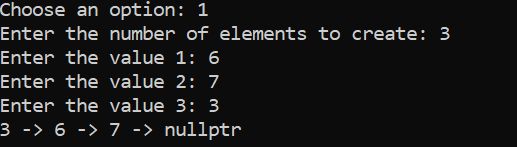 Choose an option: 1
Enter the number of elements to create: 3
Enter the value 1: 6
Enter the value 2: 7
Enter the value 3: 3
3 -> 6 -> 7 -> nullptr